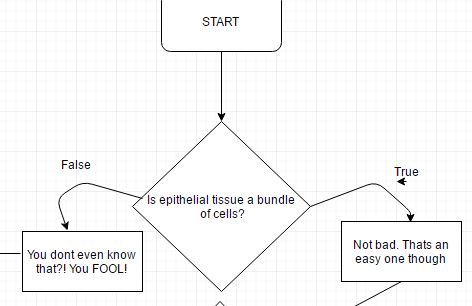 START
False
True
Is epithelial tissue a bundle
of cells?
You dont even know
that?! You FOOL!
Not bad. Thats an
easy one though